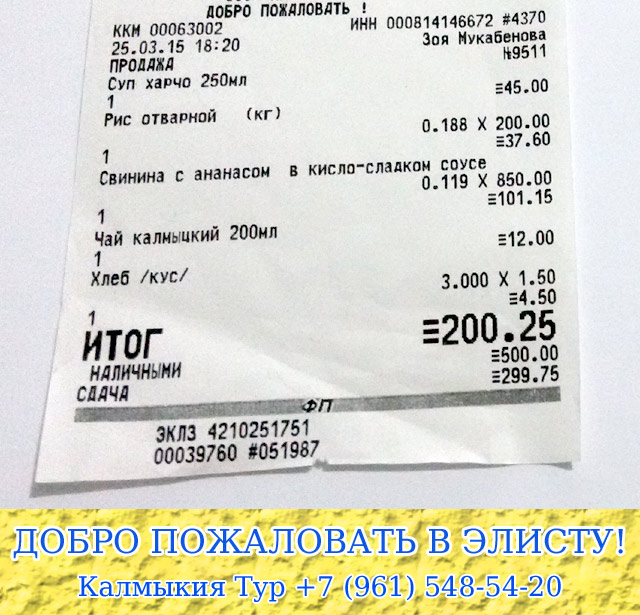 ДОБРО ПОЖАЛОВАТЬ !
ККМ 00063002 ИНН 000814146672 #4370
25.03.15 18:20 Зоя Мукабенова
ПРОДАЖА №9511
Суп харчо 250мл
1 ≡45.00
Рис отварной (кг)
0.188 X 200.00
1 ≡37.60
Свинина с ананасом в кисло-сладком соусе
0.119 X 850.00
1 ≡101.15
Чай калмыцкий 200мл
1 ≡12.00
Хлеб /кус/
3.000 X 1.50
1 ≡4.50
ИТОГ ≡200.25
НАЛИЧНЫМИ ≡500.00
СДАЧА ≡299.75
ФП
ЭКЛЗ 4210251751
00039760 #051987
ДОБРО ПОЖАЛОВАТЬ В ЭЛИСТУ!
Калмыкия Тур +7 (961) 548-54-20